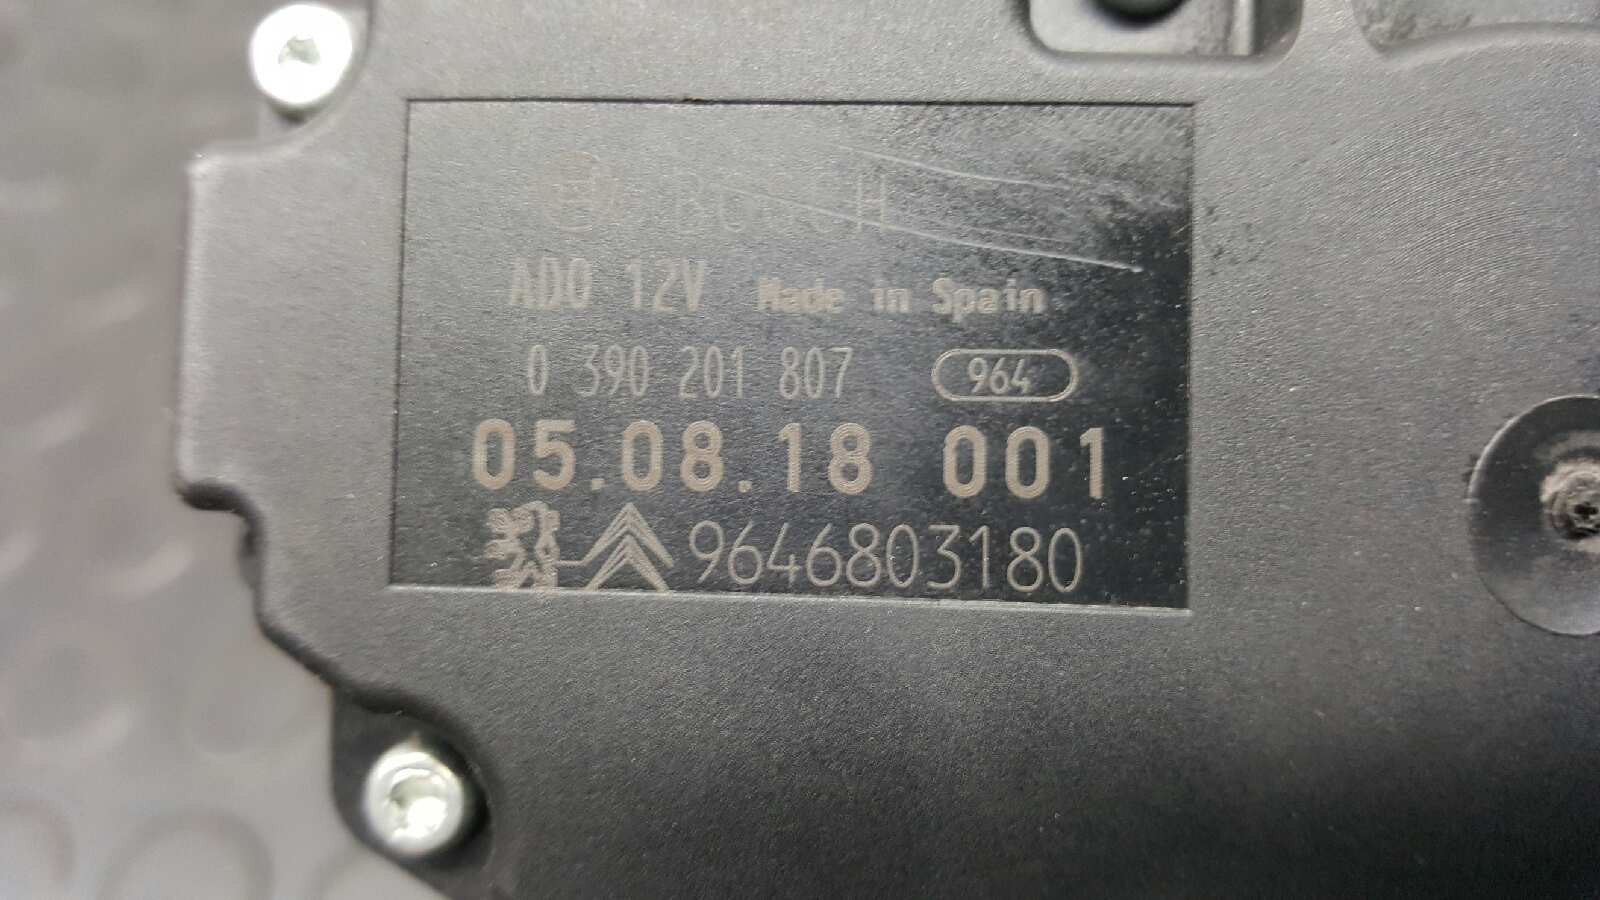 BOSCH
ADO 12V Made in Spain
0 390 201 807 964
05.08.18 001
9646803180